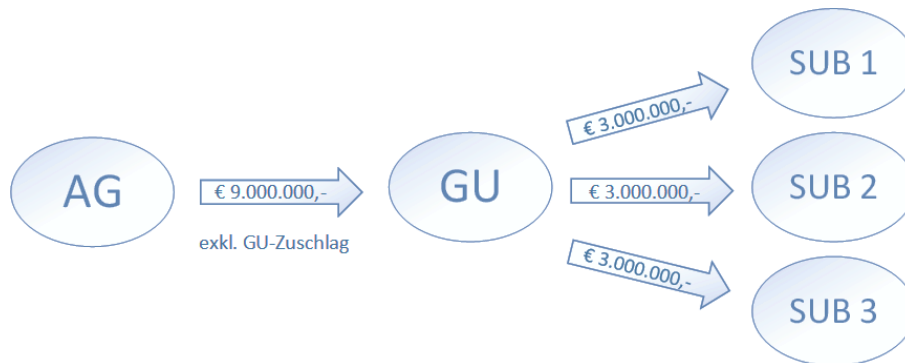 AG
€ 9.000.000,-
exkl. GU-Zuschlag
GU
€ 3.000.000,-
SUB 1
€ 3.000.000,-
SUB 2
€ 3.000.000,-
SUB 3